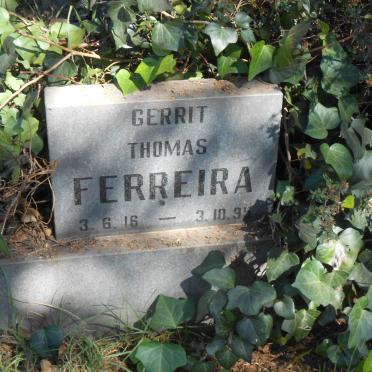 GERRIT
THOMAS
FERREIRA
3.6.16 — 3.10.9